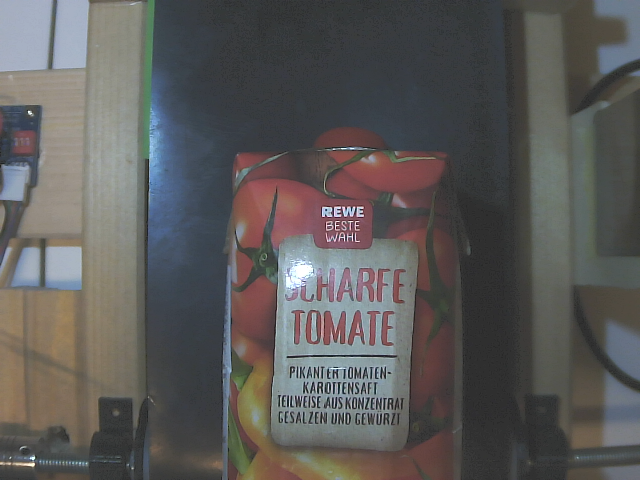 REWE
BESTE
WAHL
SCHARFE
TOMATE
PIKANTER TOMATEN-
KAROTTENSAFT
TEILWEISE AUS KONZENTRAT
GESALZEN UND GEWÜRZT